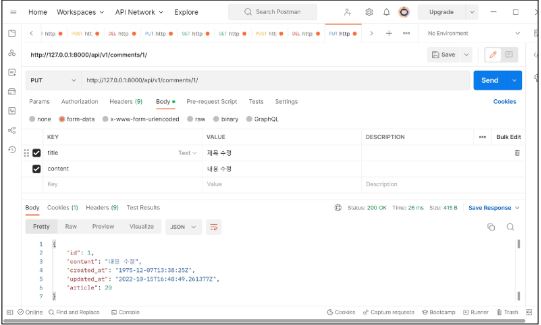 Home Workspaces API Network Explore Search Postman Upgrade
No Environment
http://127.0.0.1:8000/api/v1/comments/1/ Save
PUT http://127.0.0.1:8000/api/v1/comments/1/ Send
Params Authorization Headers (9) Body Pre-request Script Tests Settings Cookies
none form-data x-www-form-urlencoded raw binary GraphQL
KEY VALUE DESCRIPTION Bulk Edit
title Text 제목 수정
content 내용 수정
Key Value Description
Body Cookies (1) Headers (9) Test Results Status: 200 OK Time: 26 ms Size: 415 B Save Response
Pretty Raw Preview Visualize JSON
1 {
2 "id": 1,
3 "content": "내용 수정",
4 "created_at": "1975-12-07T13:38:25Z",
5 "updated_at": "2022-10-15T16:48:49.261377Z",
6 "article": 20
7 }
Online Find and Replace Console Cookies Capture requests Bootcamp Runner Trash